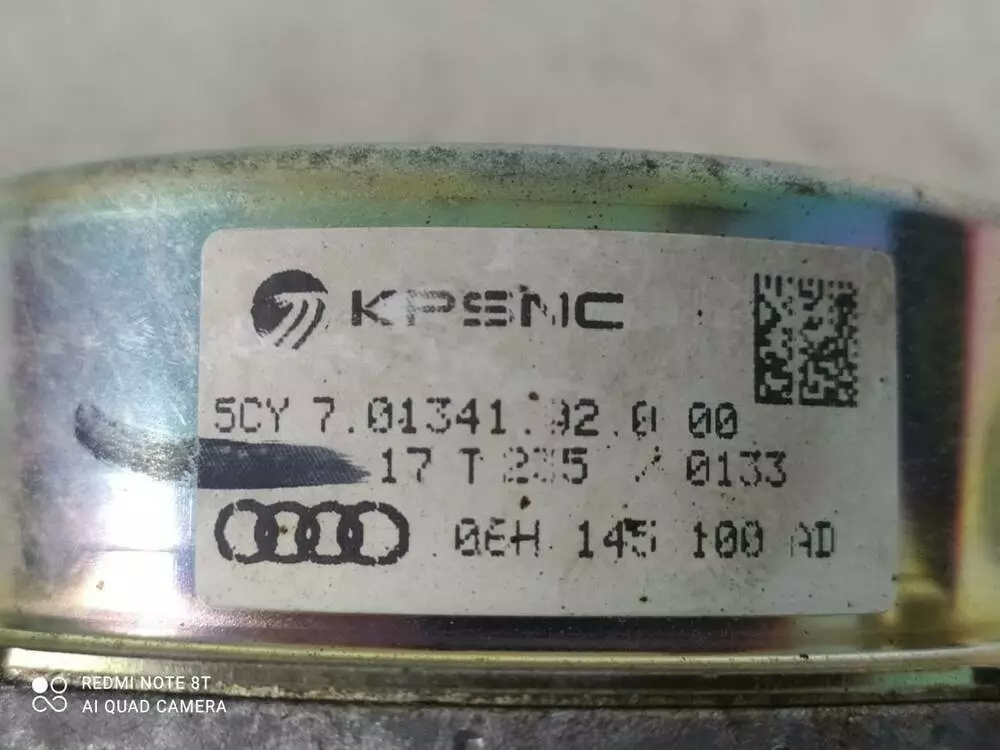 KPSNC
5CY 7.01341.92.0 00
17 T 235 / 0133
06H 145 100 AD
REDMI NOTE 8T
AI QUAD CAMERA